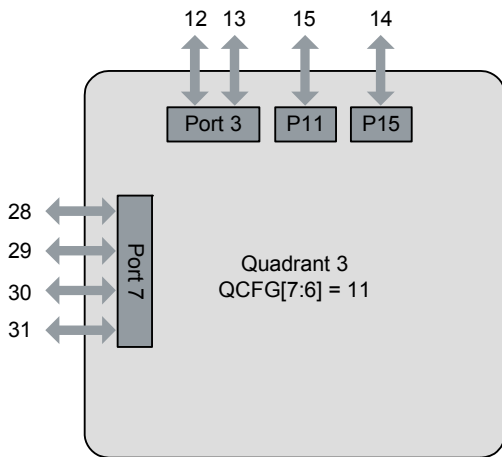 12 13 15 14
Port 3 P11 P15
28
29
30
31
Port 7
Quadrant 3
QCFG[7:6] = 11